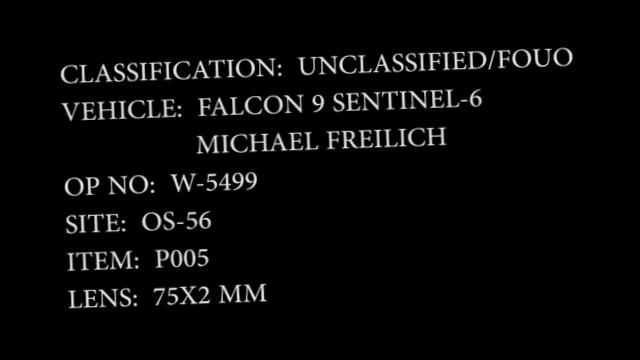 CLASSIFICATION: UNCLASSIFIED/FOUO
VEHICLE: FALCON 9 SENTINEL-6
MICHAEL FREILICH
OP NO: W-5499
SITE: OS-56
ITEM: P005
LENS: 75X2 MM